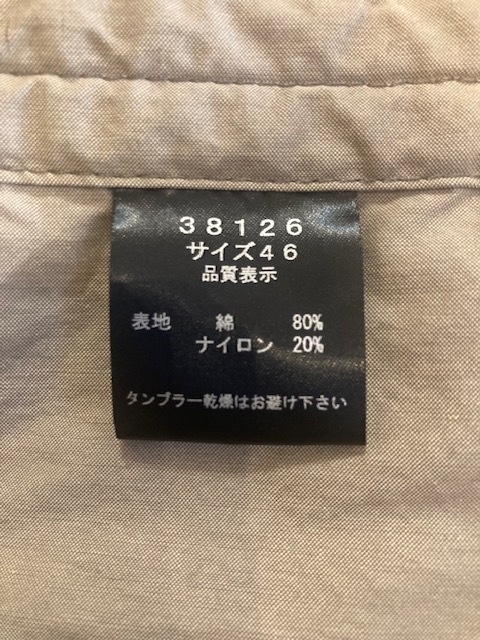 38126
サイズ46
品質表示
表地 綿 80%
ナイロン 20%
タンブラー乾燥はお避け下さい